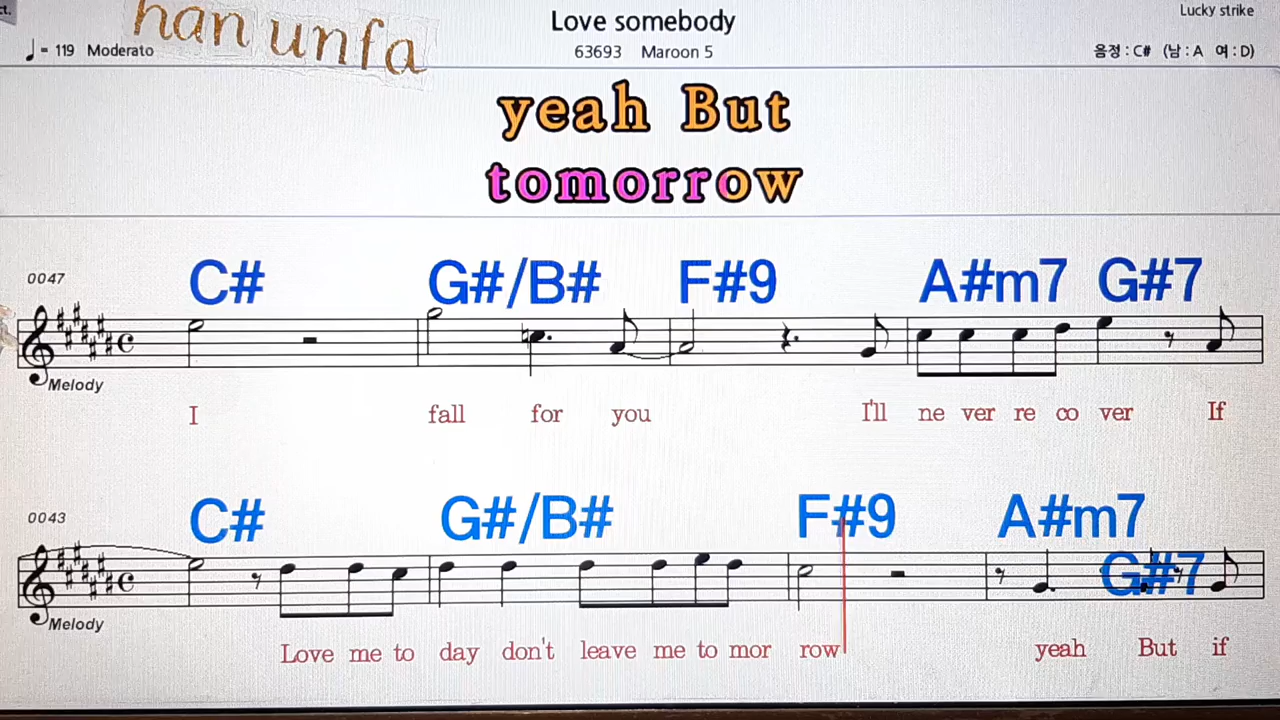 ct.
han unfa
Love somebody
Lucky strike
♩ = 119 Moderato
63693 Maroon 5
음정 : C# (남 : A 여 : D)
yeah But
tomorrow
0047
C# G#/B# F#9 A#m7 G#7
Melody
I fall for you I'll ne ver re co ver If
0043
C# G#/B# F#9 A#m7
G#7
Melody
Love me to day don't leave me to mor row yeah But if